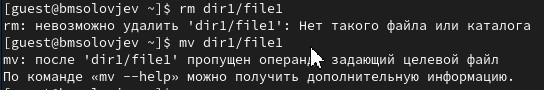 [guest@bmsolovjev ~]$ rm dir1/file1
rm: невозможно удалить 'dir1/file1': Нет такого файла или каталога
[guest@bmsolovjev ~]$ mv dir1/file1
mv: после 'dir1/file1' пропущен операнд, задающий целевой файл
По команде «mv --help» можно получить дополнительную информацию.